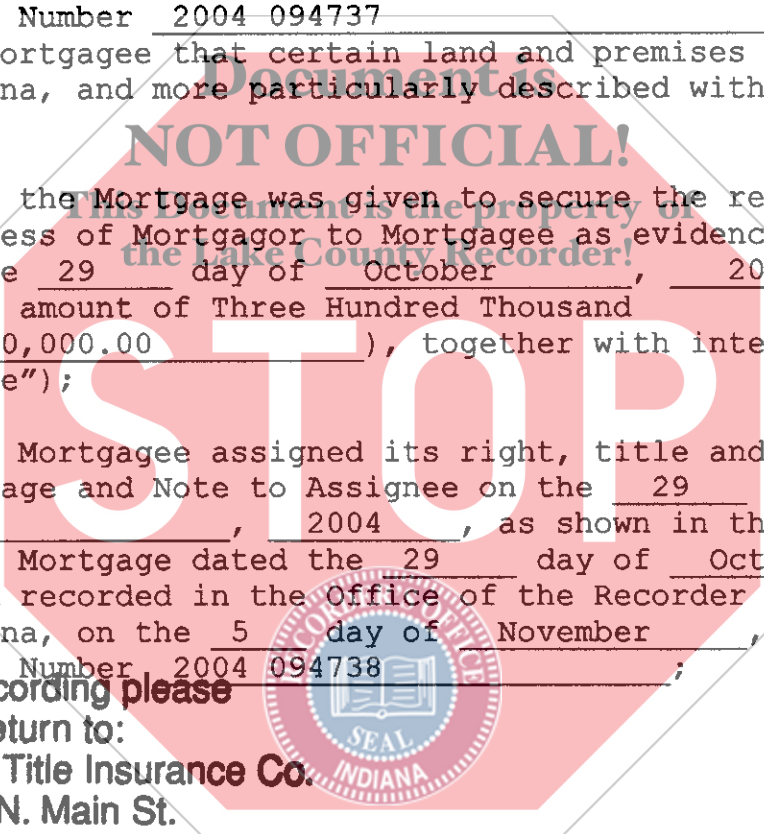 Number 2004 094737
ortgagee that certain land and premises
na, and more particularly described with
Document is
NOT OFFICIAL!
This Document is the property of
the Lake County Recorder!
the Mortgage was given to secure the re
ess of Mortgagor to Mortgagee as evidenc
e 29 day of October , 20
amount of Three Hundred Thousand
0,000.00 ), together with inte
e");
STOP
Mortgagee assigned its right, title and
age and Note to Assignee on the 29
, 2004 , as shown in th
Mortgage dated the 29 day of Oct
recorded in the Office of the Recorder
na, on the 5 day of November ,
Number 2004 094738 ;
SEAL
INDIANA
cording please
eturn to:
Title Insurance Co.
N. Main St.